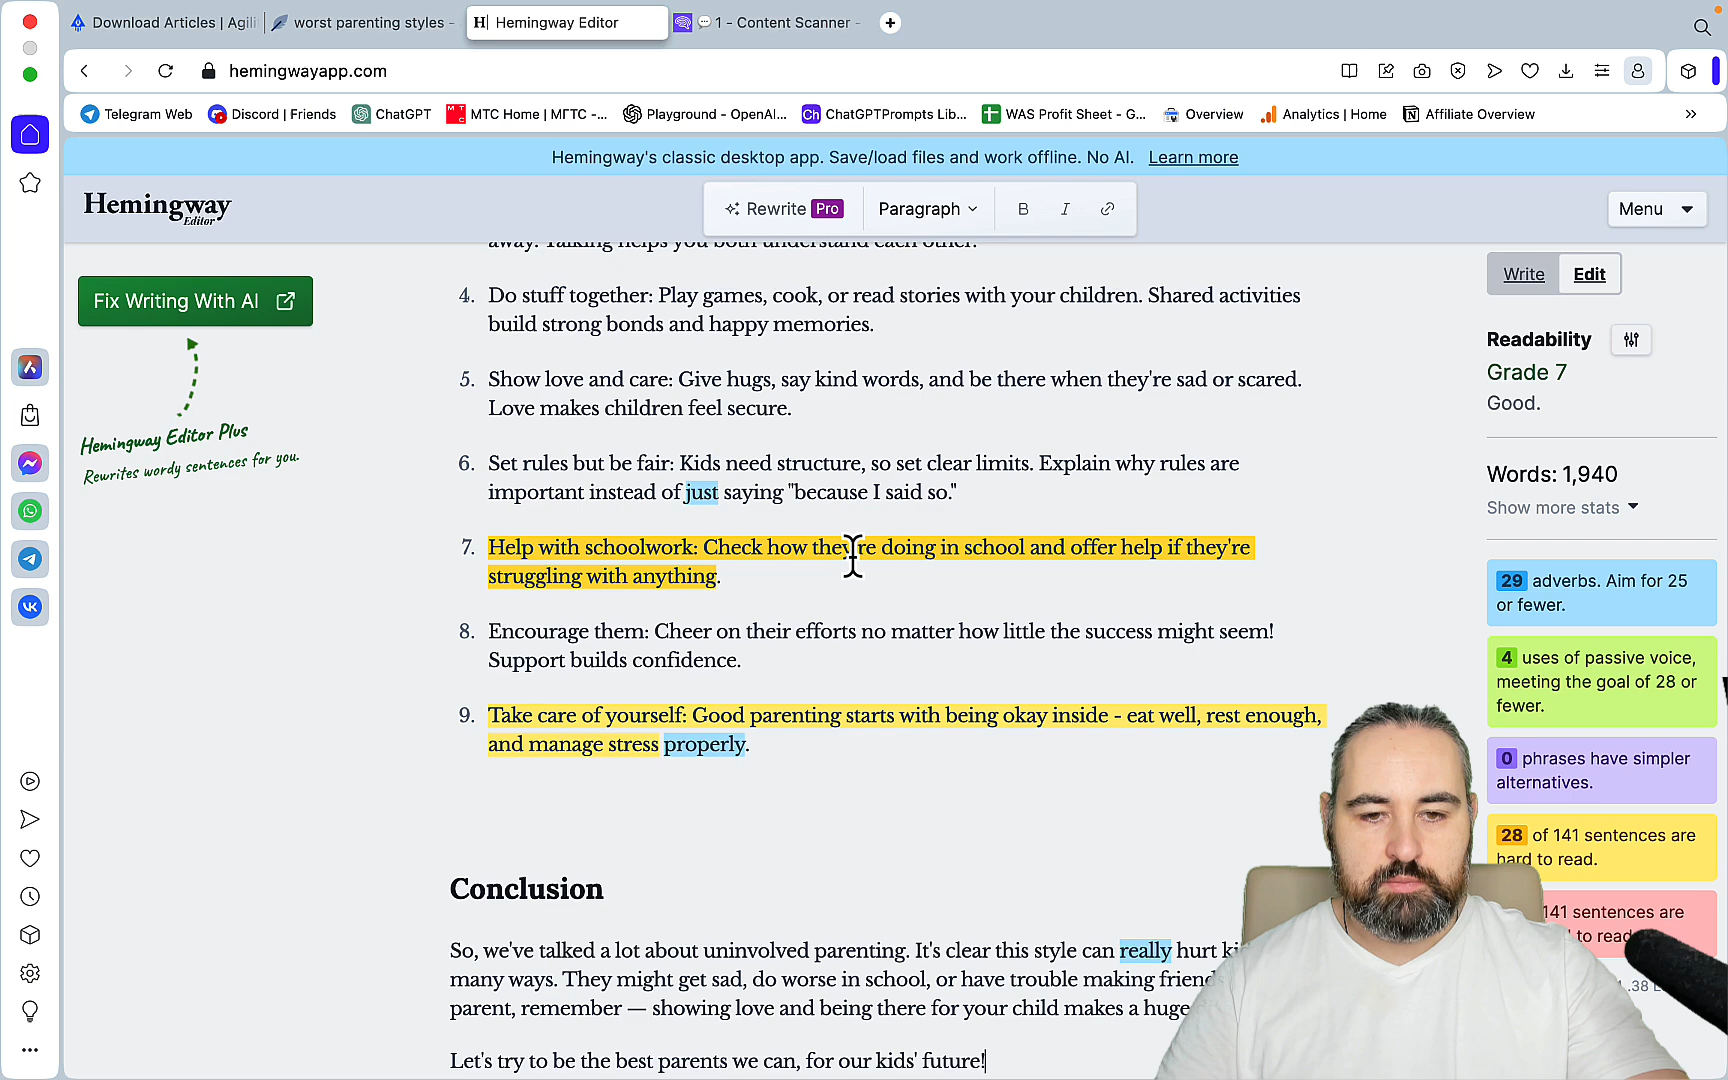 Download Articles | Agili
worst parenting styles -
H Hemingway Editor
1 - Content Scanner -
hemingwayapp.com
Telegram Web
Discord | Friends
ChatGPT
МТС Home | МГТС -...
Playground - OpenAI...
Ch ChatGPTPrompts Lib...
WAS Profit Sheet - G...
Overview
Analytics | Home
Affiliate Overview
Hemingway's classic desktop app. Save/load files and work offline. No AI. Learn more
Hemingway
Editor
Rewrite Pro
Paragraph
B I
Menu
Fix Writing With AI
Hemingway Editor Plus
Rewrites wordy sentences for you.
away. Talking helps you both understand each other.
4. Do stuff together: Play games, cook, or read stories with your children. Shared activities
build strong bonds and happy memories.
5. Show love and care: Give hugs, say kind words, and be there when they're sad or scared.
Love makes children feel secure.
6. Set rules but be fair: Kids need structure, so set clear limits. Explain why rules are
important instead of just saying "because I said so."
7. Help with schoolwork: Check how they're doing in school and offer help if they're
struggling with anything.
8. Encourage them: Cheer on their efforts no matter how little the success might seem!
Support builds confidence.
9. Take care of yourself: Good parenting starts with being okay inside - eat well, rest enough,
and manage stress properly.
Conclusion
So, we've talked a lot about uninvolved parenting. It's clear this style can really hurt
many ways. They might get sad, do worse in school, or have trouble making
parent, remember — showing love and being there for your child makes a huge
Let's try to be the best parents we can, for our kids' future!
Write Edit
Readability
Grade 7
Good.
Words: 1,940
Show more stats
29 adverbs. Aim for 25
or fewer.
4 uses of passive voice,
meeting the goal of 28 or
fewer.
0 phrases have simpler
alternatives.
28 of 141 sentences are
hard to read.
141 sentences are
to read